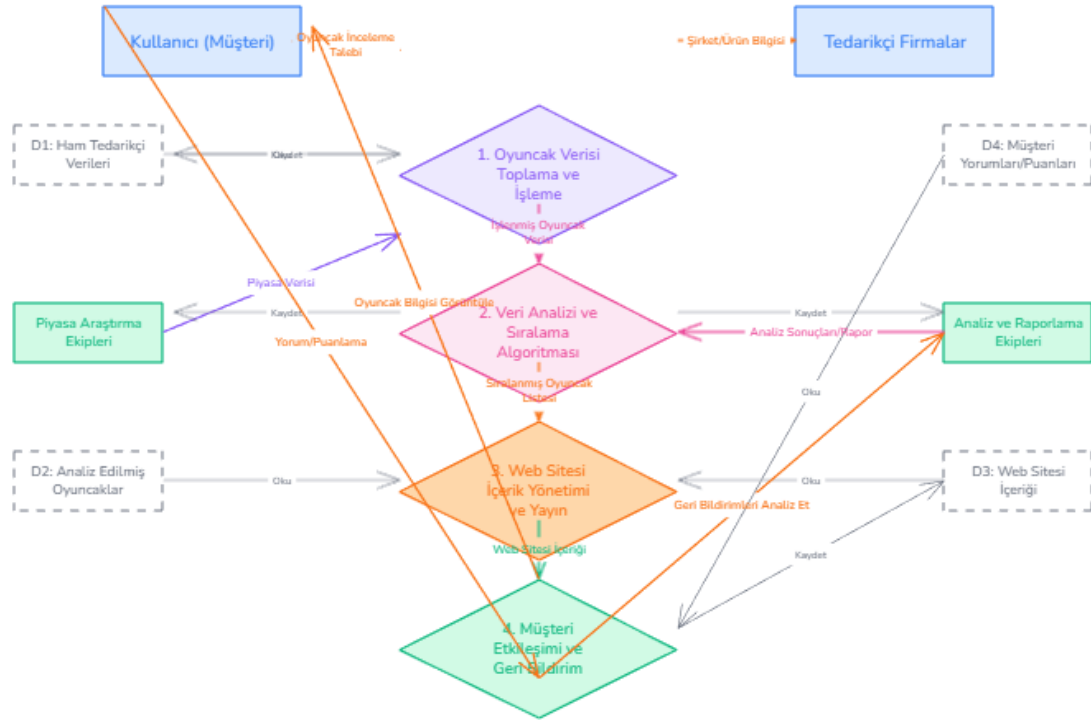 Kullanıcı (Müşteri)
Oyuncak İnceleme
Talebi
= Şirket/Ürün Bilgisi
Tedarikçi Firmalar
D1: Ham Tedarikçi
Verileri
Kaydet
1. Oyuncak Verisi
Toplama ve
İşleme
D4: Müşteri
Yorumları/Puanları
İşlenmiş Oyuncak
Verisi
Piyasa Verisi
Oyuncak Bilgisi Görüntüle
Piyasa Araştırma
Ekipleri
Kaydet
Yorum/Puanlama
2. Veri Analizi ve
Sıralama
Algoritması
Kaydet
Analiz Sonuçları/Rapor
Analiz ve Raporlama
Ekipleri
Sıralanmış Oyuncak
Listesi
Oku
D2: Analiz Edilmiş
Oyuncaklar
Oku
3. Web Sitesi
İçerik Yönetimi
ve Yayın
Oku
D3: Web Sitesi
İçeriği
Geri Bildirimleri Analiz Et
Web Sitesi İçeriği
Kaydet
4. Müşteri
Etkileşimi ve
Geri Bildirim